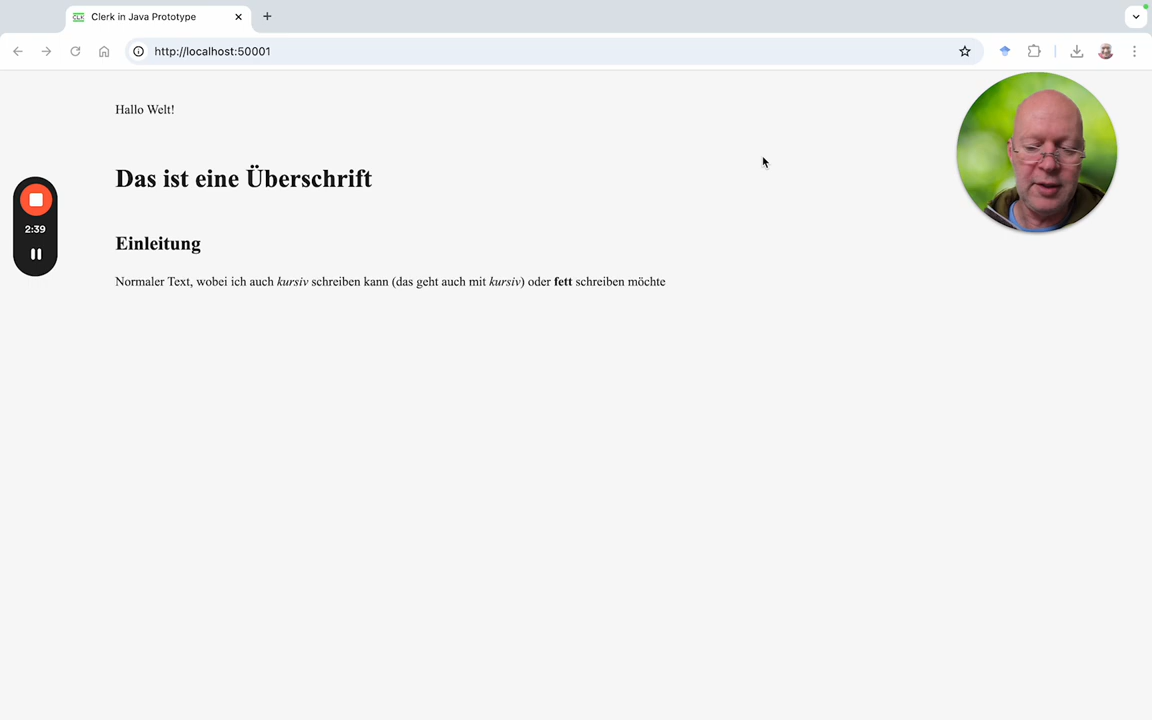 CLK Clerk in Java Prototype
http://localhost:50001
Hallo Welt!
Das ist eine Überschrift
2:39
Einleitung
Normaler Text, wobei ich auch kursiv schreiben kann (das geht auch mit kursiv) oder fett schreiben möchte